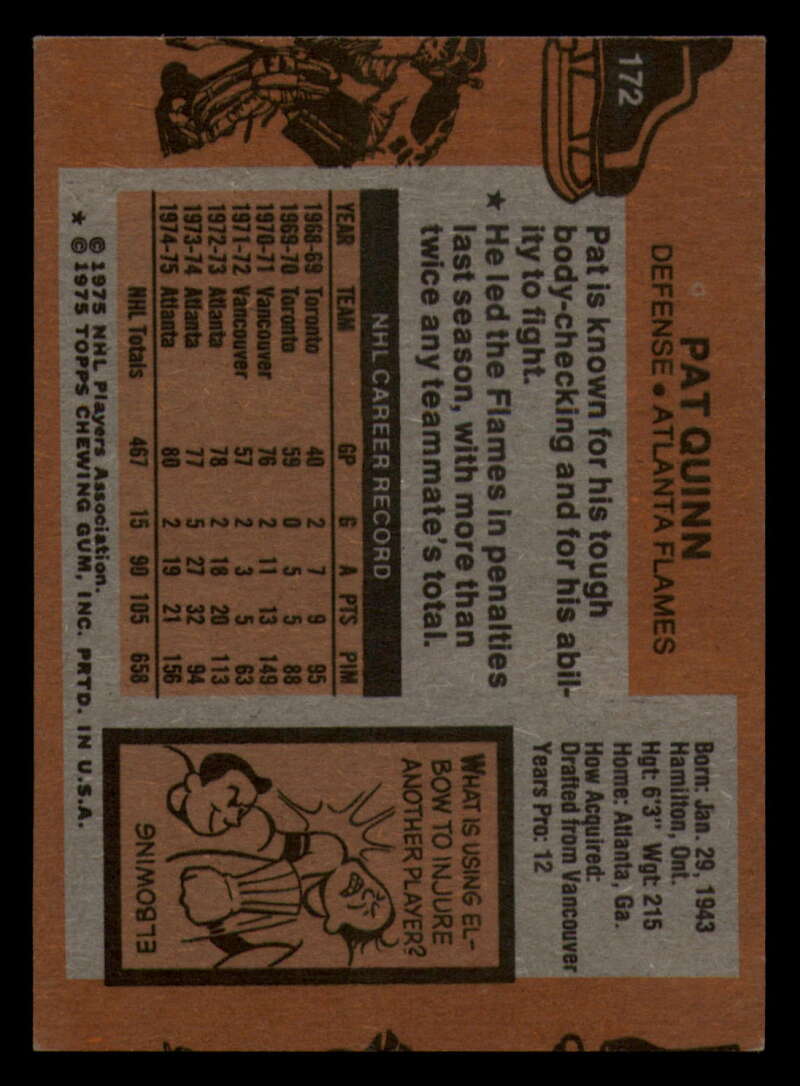 172
PAT QUINN
DEFENSE • ATLANTA FLAMES
Pat is known for his tough
body-checking and for his abil-
ity to fight.
★ He led the Flames in penalties
last season, with more than
twice any teammate's total.
Born: Jan. 29, 1943
Hamilton, Ont.
Hgt: 6'3" Wgt: 215
Home: Atlanta, Ga.
How Acquired:
Drafted from Vancouver
Years Pro: 12
NHL CAREER RECORD
YEAR TEAM GP G A PTS PIM
1968-69 Toronto 40 2 7 9 95
1969-70 Toronto 59 0 5 5 88
1970-71 Vancouver 76 2 11 13 149
1971-72 Vancouver 57 2 3 5 63
1972-73 Atlanta 78 2 18 20 113
1973-74 Atlanta 77 5 27 32 94
1974-75 Atlanta 80 2 19 21 156
NHL Totals 467 15 90 105 658
WHAT IS USING EL-
BOW TO INJURE
ANOTHER PLAYER?
ELBOWING
© 1975 NHL Players Association.
* © 1975 TOPPS CHEWING GUM, INC. PRTD. IN U.S.A.